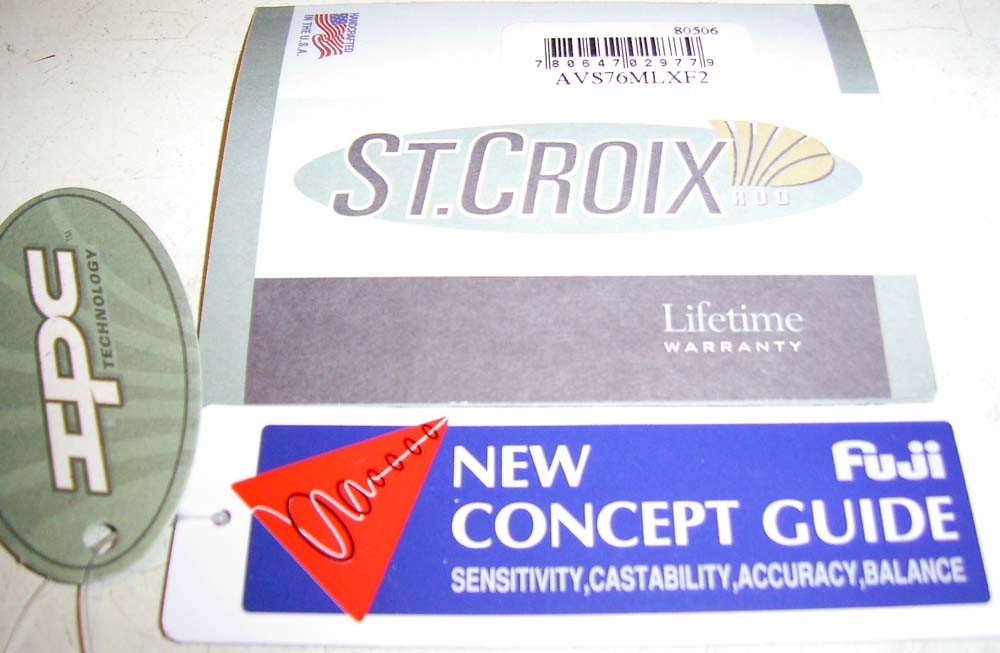 HANDCRAFTED
IN THE U.S.A.
80506
7 80647 02977 9
AVS76MLXF2
ST.CROIX
ROD
Lifetime
WARRANTY
IPC™
TECHNOLOGY
Fuji
NEW
CONCEPT GUIDE
SENSITIVITY,CASTABILITY,ACCURACY,BALANCE